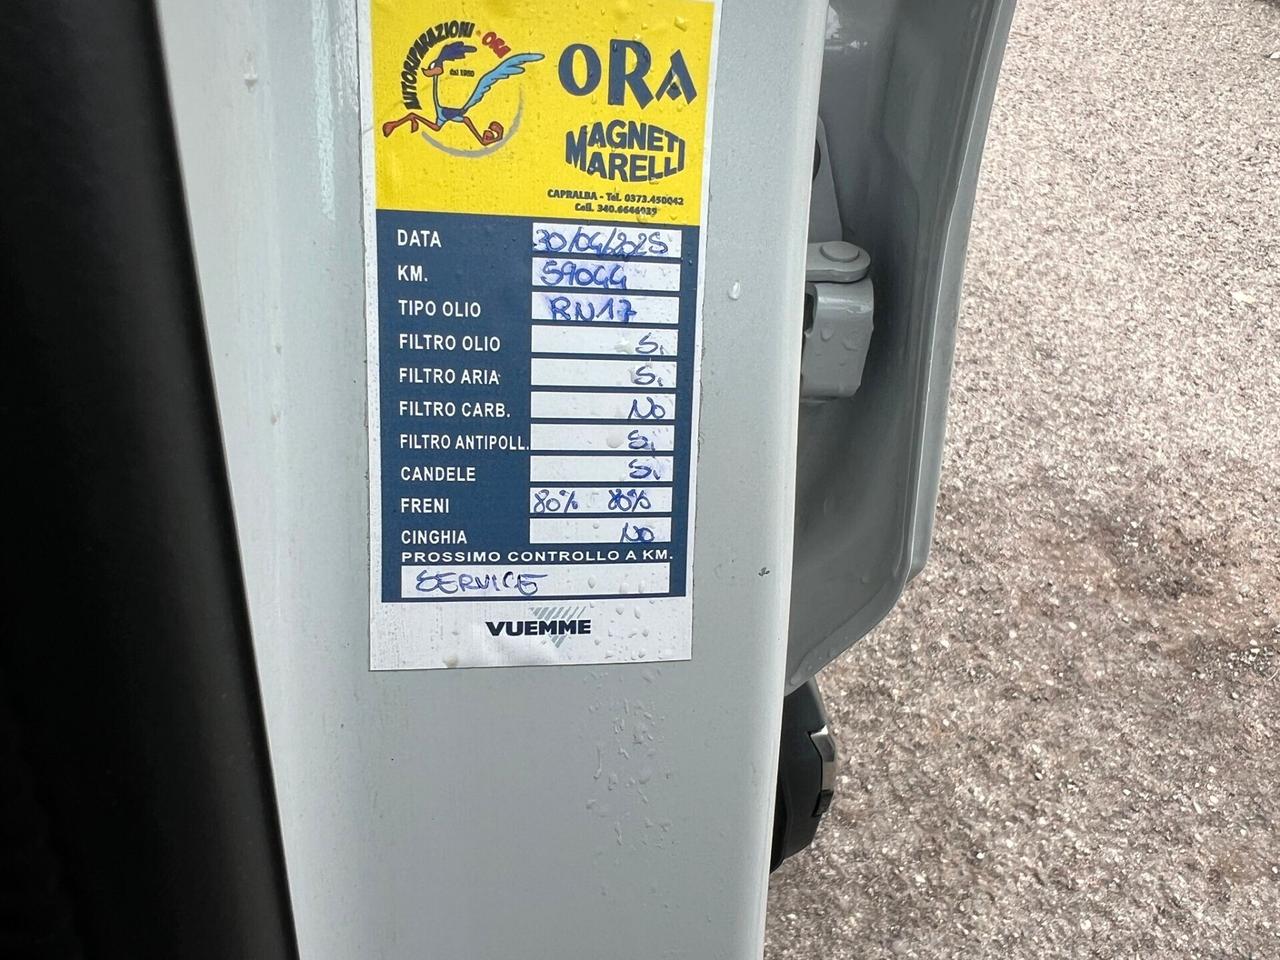 AUTORIPARAZIONI ORA
dal 1980
ORA
MAGNETI
MARELLI
CAPRALBA - Tel. 0373.450042
Cell. 340.6646039
DATA 30/04/2025
KM. 59044
TIPO OLIO RN17
FILTRO OLIO Si
FILTRO ARIA Si
FILTRO CARB. No
FILTRO ANTIPOLL. Si
CANDELE Si
FRENI 80% 80%
CINGHIA No
PROSSIMO CONTROLLO A KM.
SERVICE
VUEMME